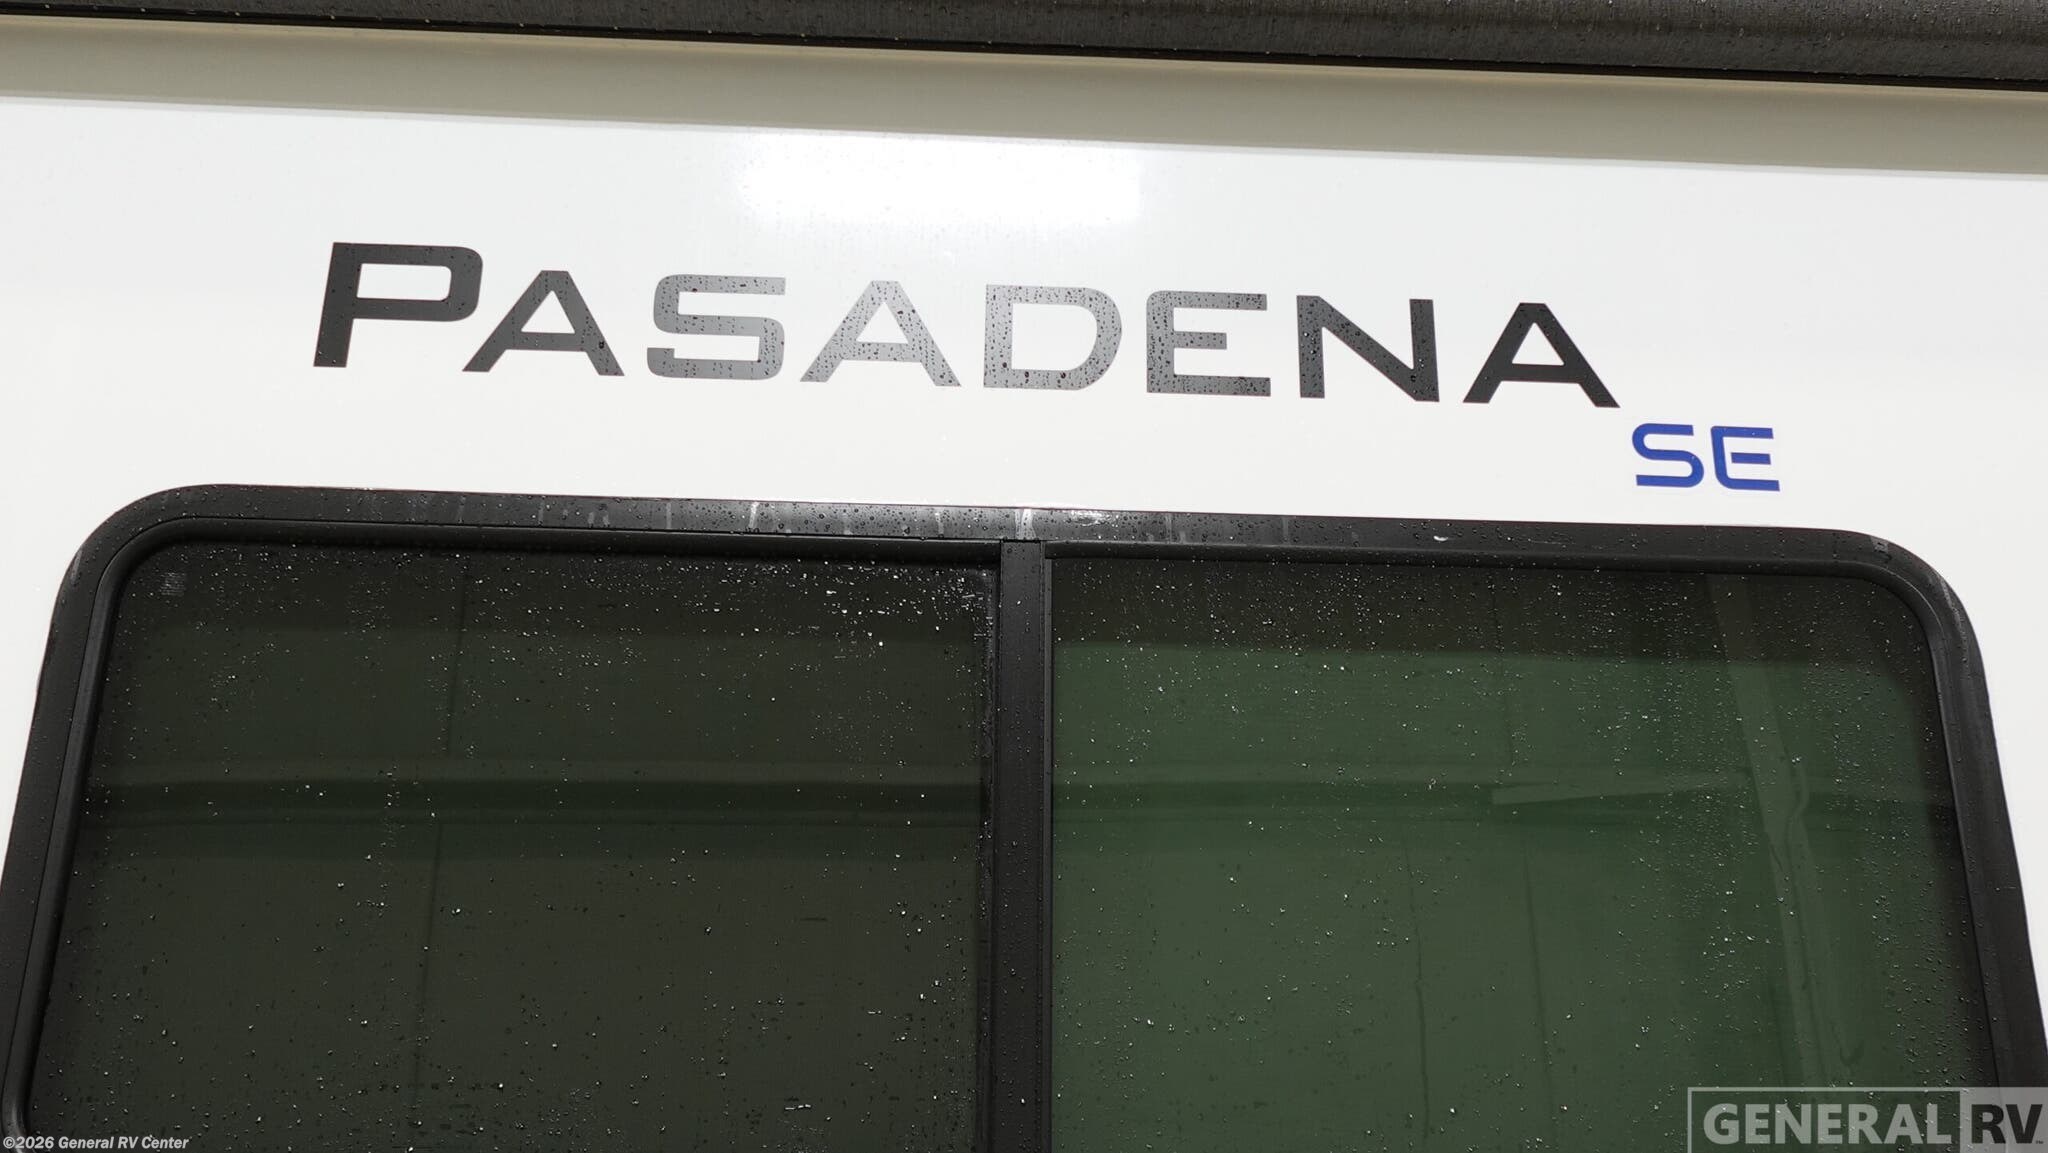 PASADENA
SE
GENERAL RV
©2026 General RV Center